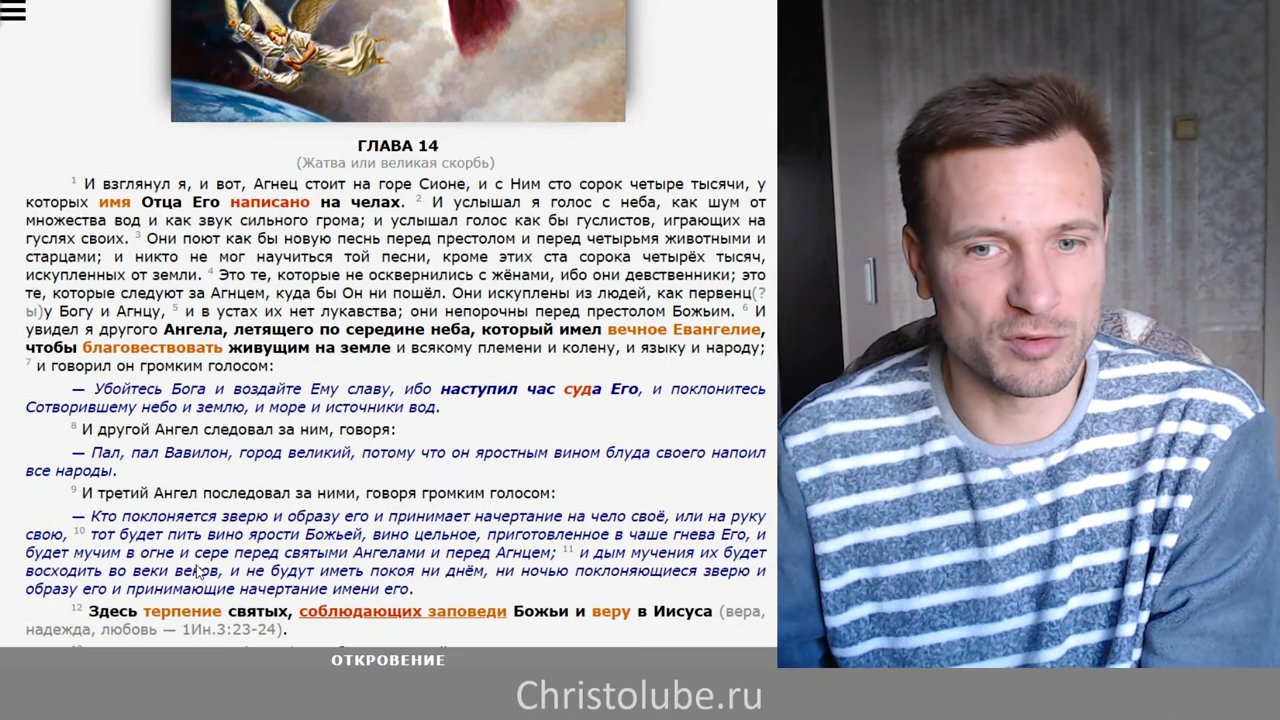 ГЛАВА 14
(Жатва или великая скорбь)
1 И взглянул я, и вот, Агнец стоит на горе Сионе, и с Ним сто сорок четыре тысячи, у
которых имя Отца Его написано на челах. 2 И услышал я голос с неба, как шум от
множества вод и как звук сильного грома; и услышал голос как бы гуслистов, играющих на
гуслях своих. 3 Они поют как бы новую песнь перед престолом и перед четырьмя животными и
старцами; и никто не мог научиться той песни, кроме этих ста сорока четырёх тысяч,
искупленных от земли. 4 Это те, которые не осквернились с жёнами, ибо они девственники; это
те, которые следуют за Агнцем, куда бы Он ни пошёл. Они искуплены из людей, как первенц(?
ы)у Богу и Агнцу, 5 и в устах их нет лукавства; они непорочны перед престолом Божьим. 6 И
увидел я другого Ангела, летящего по середине неба, который имел вечное Евангелие,
чтобы благовествовать живущим на земле и всякому племени и колену, и языку и народу;
7 и говорил он громким голосом:
— Убойтесь Бога и воздайте Ему славу, ибо наступил час суда Его, и поклонитесь
Сотворившему небо и землю, и море и источники вод.
8 И другой Ангел следовал за ним, говоря:
— Пал, пал Вавилон, город великий, потому что он яростным вином блуда своего напоил
все народы.
9 И третий Ангел последовал за ними, говоря громким голосом:
— Кто поклоняется зверю и образу его и принимает начертание на чело своё, или на руку
свою, 10 тот будет пить вино ярости Божьей, вино цельное, приготовленное в чаше гнева Его, и
будет мучим в огне и сере перед святыми Ангелами и перед Агнцем; 11 и дым мучения их будет
восходить во веки веков, и не будут иметь покоя ни днём, ни ночью поклоняющиеся зверю и
образу его и принимающие начертание имени его.
12 Здесь терпение святых, соблюдающих заповеди Божьи и веру в Иисуса (вера,
надежда, любовь — 1Ин.3:23-24).
ОТКРОВЕНИЕ
Christolube.ru